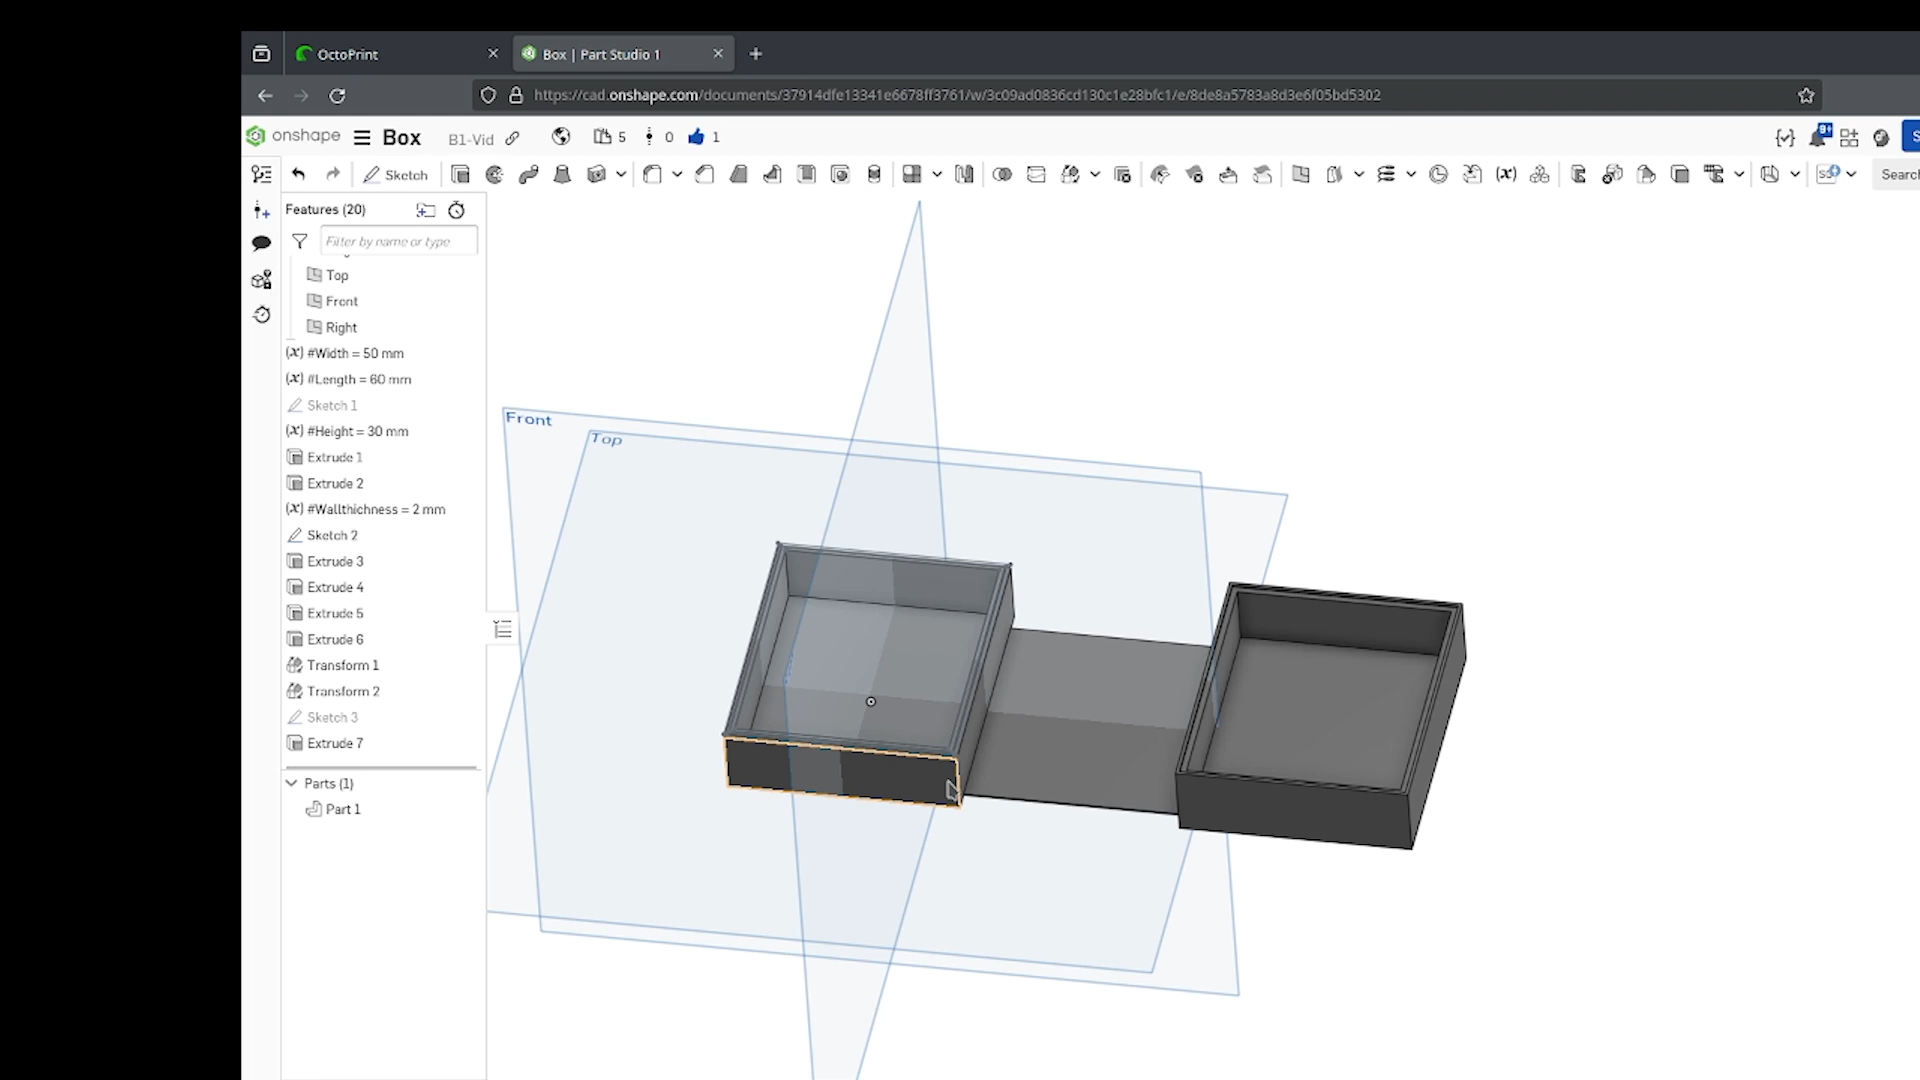 OctoPrint
Box | Part Studio 1
https://cad.onshape.com/documents/37914dfe13341e6678ff3761/w/3c09ad0836cd130c1e28bfc1/e/8de8a5783a8d3e6f05bd5302
onshape Box B1-Vid 5 0 1 9+
Sketch
Features (20)
Filter by name or type
Top
Front
Right
(x) #Width = 50 mm
(x) #Length = 60 mm
Sketch 1
(x) #Height = 30 mm
Extrude 1
Extrude 2
(x) #Wallthichness = 2 mm
Sketch 2
Extrude 3
Extrude 4
Extrude 5
Extrude 6
Transform 1
Transform 2
Sketch 3
Extrude 7
Parts (1)
Part 1
Front
Top